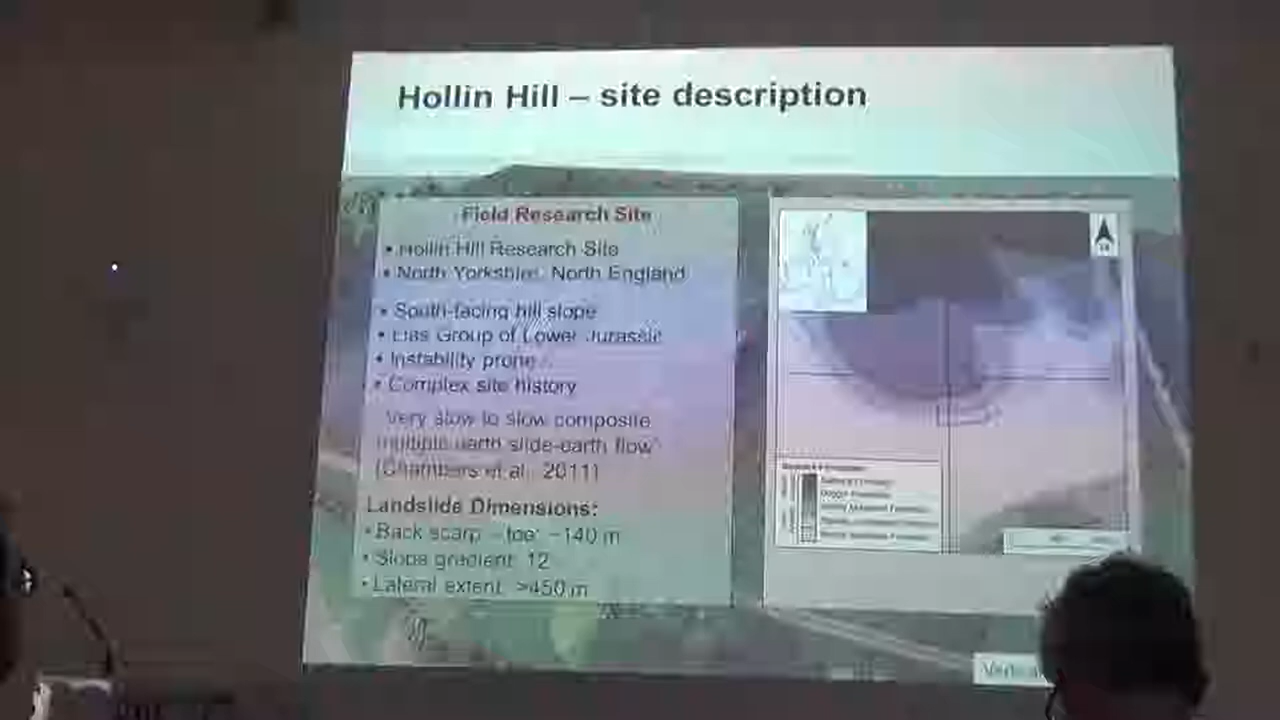 Hollin Hill – site description
Field Research Site
• Hollin Hill Research Site
• North Yorkshire, North England
• South-facing hill slope
• Lias Group of Lower Jurassic
• Instability prone
• Complex site history
"Very slow to slow composite
multiple earth slide-earth flow"
(Chambers et al., 2011)
Landslide Dimensions:
• Back scarp – toe: ~140 m
• Slope gradient: 12
• Lateral extent: >450 m